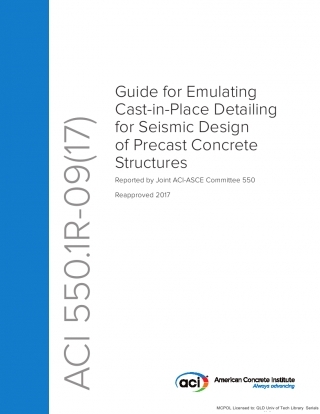 Guide for Emulating
Cast-in-Place Detailing
for Seismic Design
of Precast Concrete
Structures
Reported by Joint ACI-ASCE Committee 550
Reapproved 2017
ACI 550.1R-09(17)
aci
American Concrete Institute
Always advancing
MCPOL Licensed to: QLD Univ of Tech Library Serials